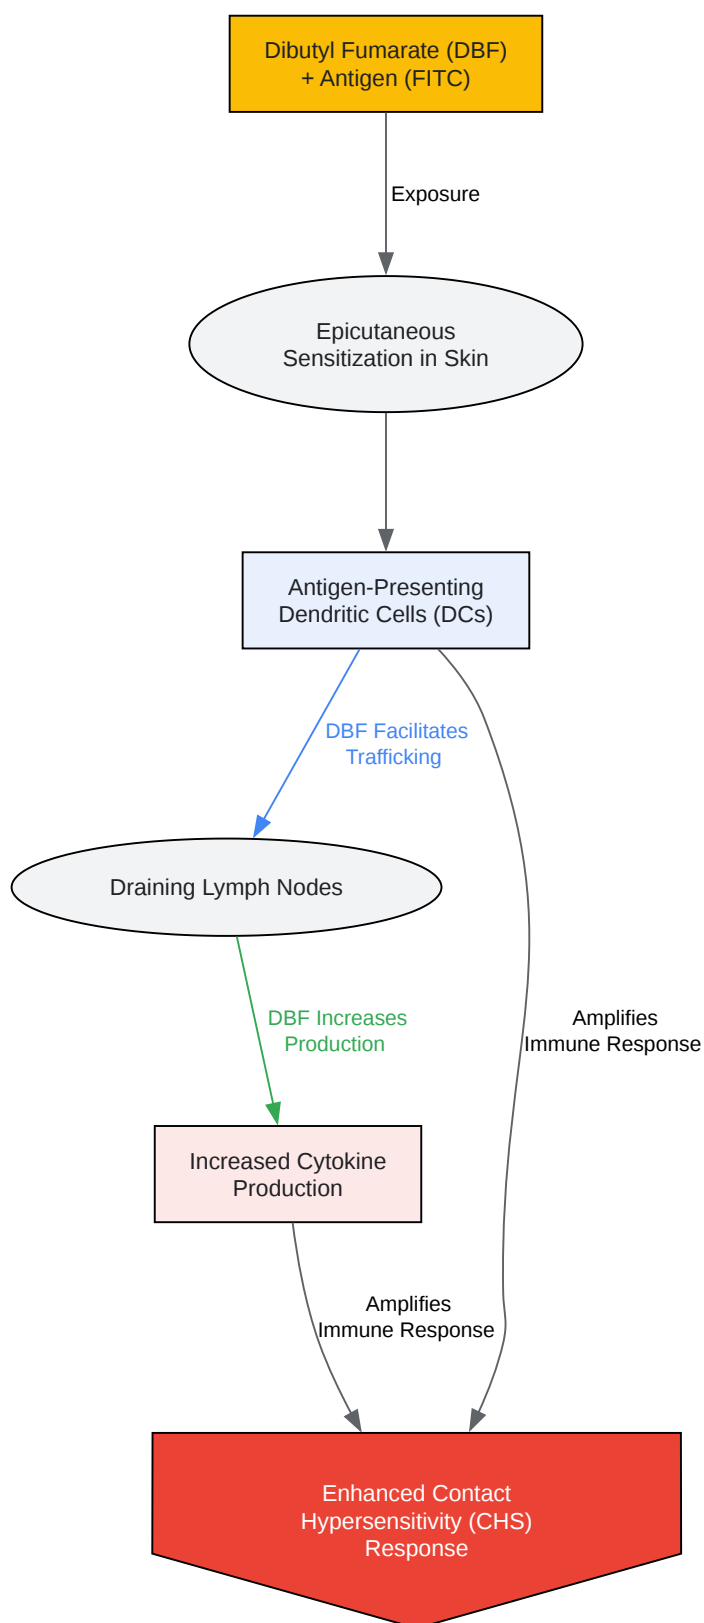 Dibutyl Fumarate (DBF)
+ Antigen (FITC)
Exposure
Epicutaneous
Sensitization in Skin
Antigen-Presenting
Dendritic Cells (DCs)
DBF Facilitates
Trafficking
Draining Lymph Nodes
DBF Increases
Production
Amplifies
Immune Response
Increased Cytokine
Production
Amplifies
Immune Response
Enhanced Contact
Hypersensitivity (CHS)
Response